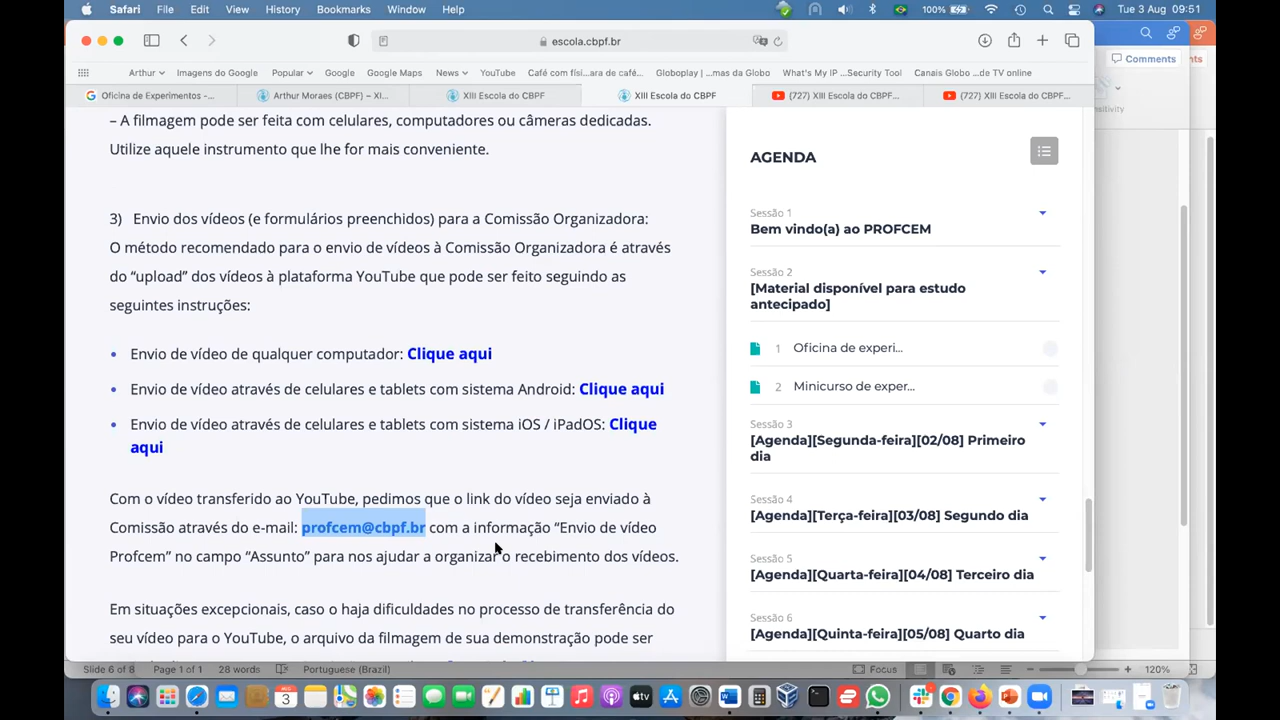 Safari File Edit View History Bookmarks Window Help 100% Tue 3 Aug 09:51
escola.cbpf.br
Arthur Imagens do Google Popular Google Google Maps News YouTube Café com físi...ara de café... Globoplay | ...mas da Globo What's My IP ...Security Tool Canais Globo ...de TV online
Oficina de Experimentos -... Arthur Moraes (CBPF) – XI... XIII Escola do CBPF XIII Escola do CBPF (727) XIII Escola do CBPF... (727) XIII Escola do CBPF...
Comments
– A filmagem pode ser feita com celulares, computadores ou câmeras dedicadas.
Utilize aquele instrumento que lhe for mais conveniente.
3) Envio dos vídeos (e formulários preenchidos) para a Comissão Organizadora:
O método recomendado para o envio de vídeos à Comissão Organizadora é através
do “upload” dos vídeos à plataforma YouTube que pode ser feito seguindo as
seguintes instruções:
• Envio de vídeo de qualquer computador: Clique aqui
• Envio de vídeo através de celulares e tablets com sistema Android: Clique aqui
• Envio de vídeo através de celulares e tablets com sistema iOS / iPadOS: Clique
aqui
Com o vídeo transferido ao YouTube, pedimos que o link do vídeo seja enviado à
Comissão através do e-mail: profcem@cbpf.br com a informação “Envio de vídeo
Profcem” no campo “Assunto” para nos ajudar a organizar o recebimento dos vídeos.
Em situações excepcionais, caso o haja dificuldades no processo de transferência do
seu vídeo para o YouTube, o arquivo da filmagem de sua demonstração pode ser
AGENDA
Sessão 1
Bem vindo(a) ao PROFCEM
Sessão 2
[Material disponível para estudo
antecipado]
1 Oficina de experi...
2 Minicurso de exper...
Sessão 3
[Agenda][Segunda-feira][02/08] Primeiro
dia
Sessão 4
[Agenda][Terça-feira][03/08] Segundo dia
Sessão 5
[Agenda][Quarta-feira][04/08] Terceiro dia
Sessão 6
[Agenda][Quinta-feira][05/08] Quarto dia
Slide 6 of 8 Page 1 of 1 28 words Portuguese (Brazil) Focus 120%